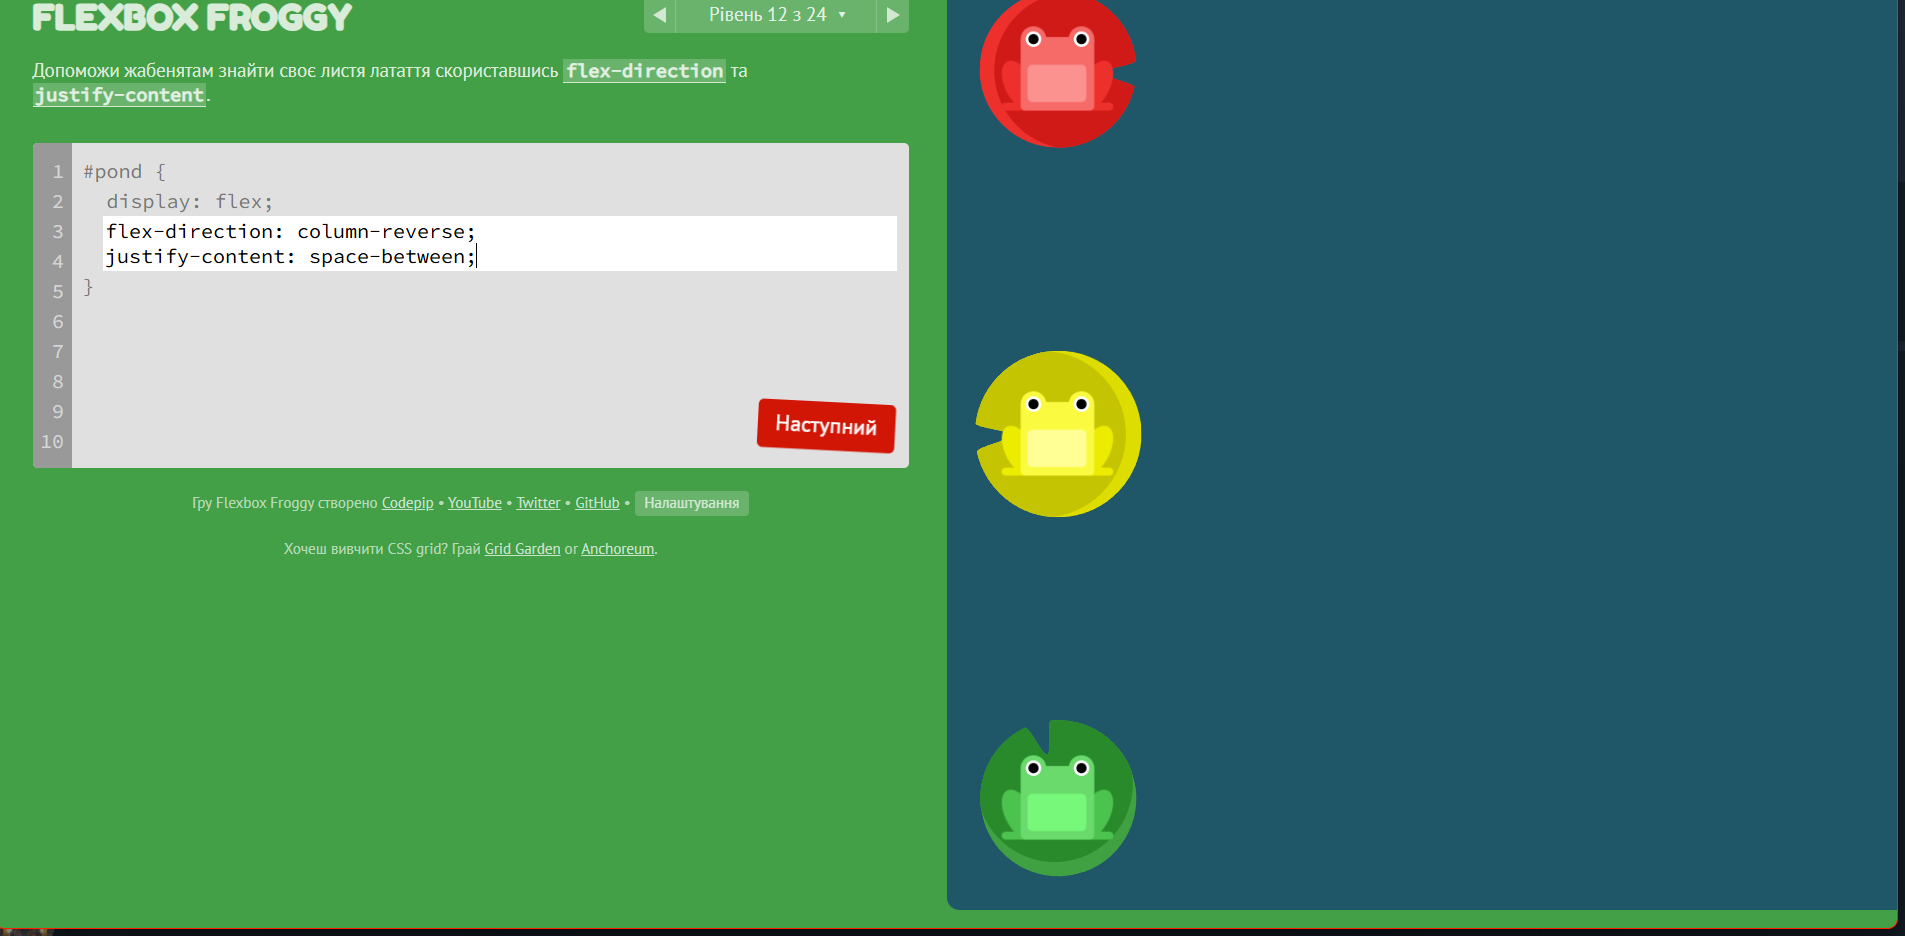 FLEXBOX FROGGY
Рівень 12 з 24
Допоможи жабенятам знайти своє листя латаття скориставшись flex-direction та
justify-content.
1 #pond {
2 display: flex;
3 flex-direction: column-reverse;
4 justify-content: space-between;
5 }
6
7
8
9
10
Наступний
Гру Flexbox Froggy створено Codepip • YouTube • Twitter • GitHub • Налаштування
Хочеш вивчити CSS grid? Грай Grid Garden or Anchoreum.